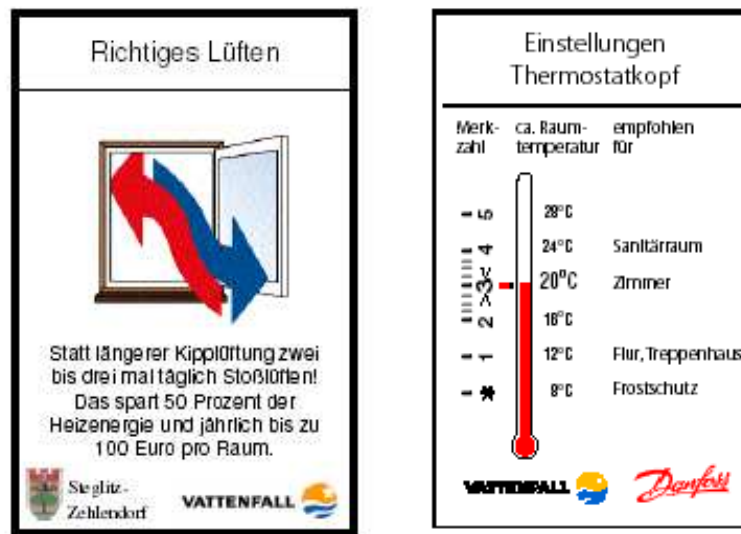 Richtiges Lüften
Statt längerer Kipplüftung zwei
bis drei mal täglich Stoßlüften!
Das spart 50 Prozent der
Heizenergie und jährlich bis zu
100 Euro pro Raum.
Steglitz-
Zehlendorf
VATTENFALL
Einstellungen
Thermostatkopf
Merk- ca. Raum- empfohlen
zahl temperatur für
5 28°C
4 24°C Sanitärraum
>3< 20°C Zimmer
2 16°C
1 12°C Flur, Treppenhaus
* 8°C Frostschutz
VATTENFALL Danfoss